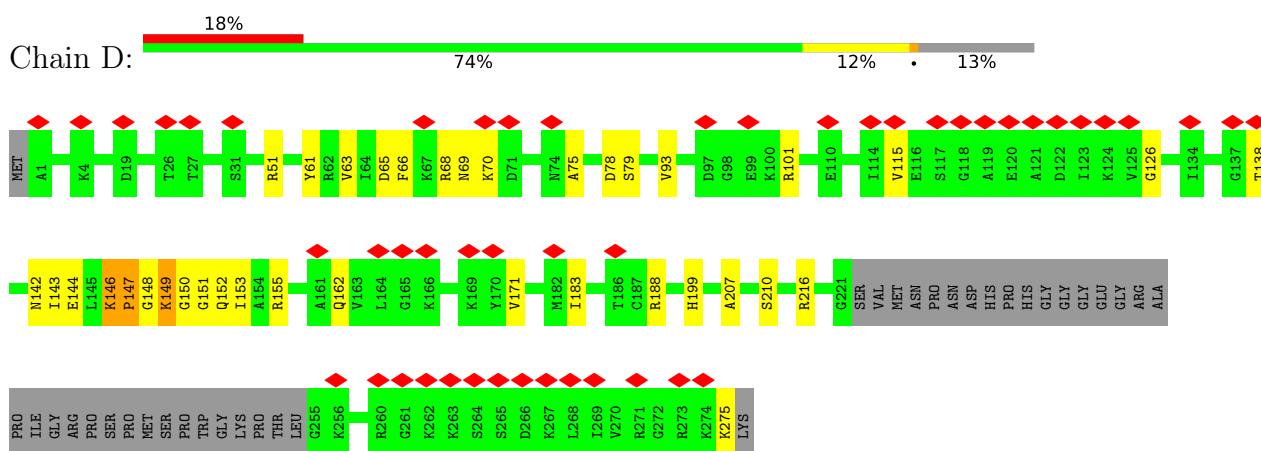 18%
Chain D:
74% 12% • 13%
MET A1 K4 D19 T26 T27 S31 R51 Y61 R62 V63 I64 D65 F66 K67 R68 N69 K70 D71 N74 A75 D78 S79 V93 D97 G98 E99 K100 R101 E110 I114 V115 E116 S117 G118 A119 E120 A121 D122 I123 K124 V125 G126 I134 G137 T138
N142 I143 E144 L145 K146 P147 G148 K149 G150 G151 Q152 I153 A154 R155 A161 Q162 V163 L164 G165 K166 K169 Y170 V171 M182 I183 T186 C187 R188 H199 A207 S210 R216 G221 SER VAL MET ASN PRO ASN ASP HIS PRO HIS GLY GLY GLY GLU GLY ARG ALA
PRO ILE GLY ARG PRO SER PRO MET SER PRO TRP GLY LYS PRO THR LEU G255 K256 R260 G261 K262 K263 S264 S265 D266 K267 L268 I269 V270 R271 G272 R273 K274 K275 LYS